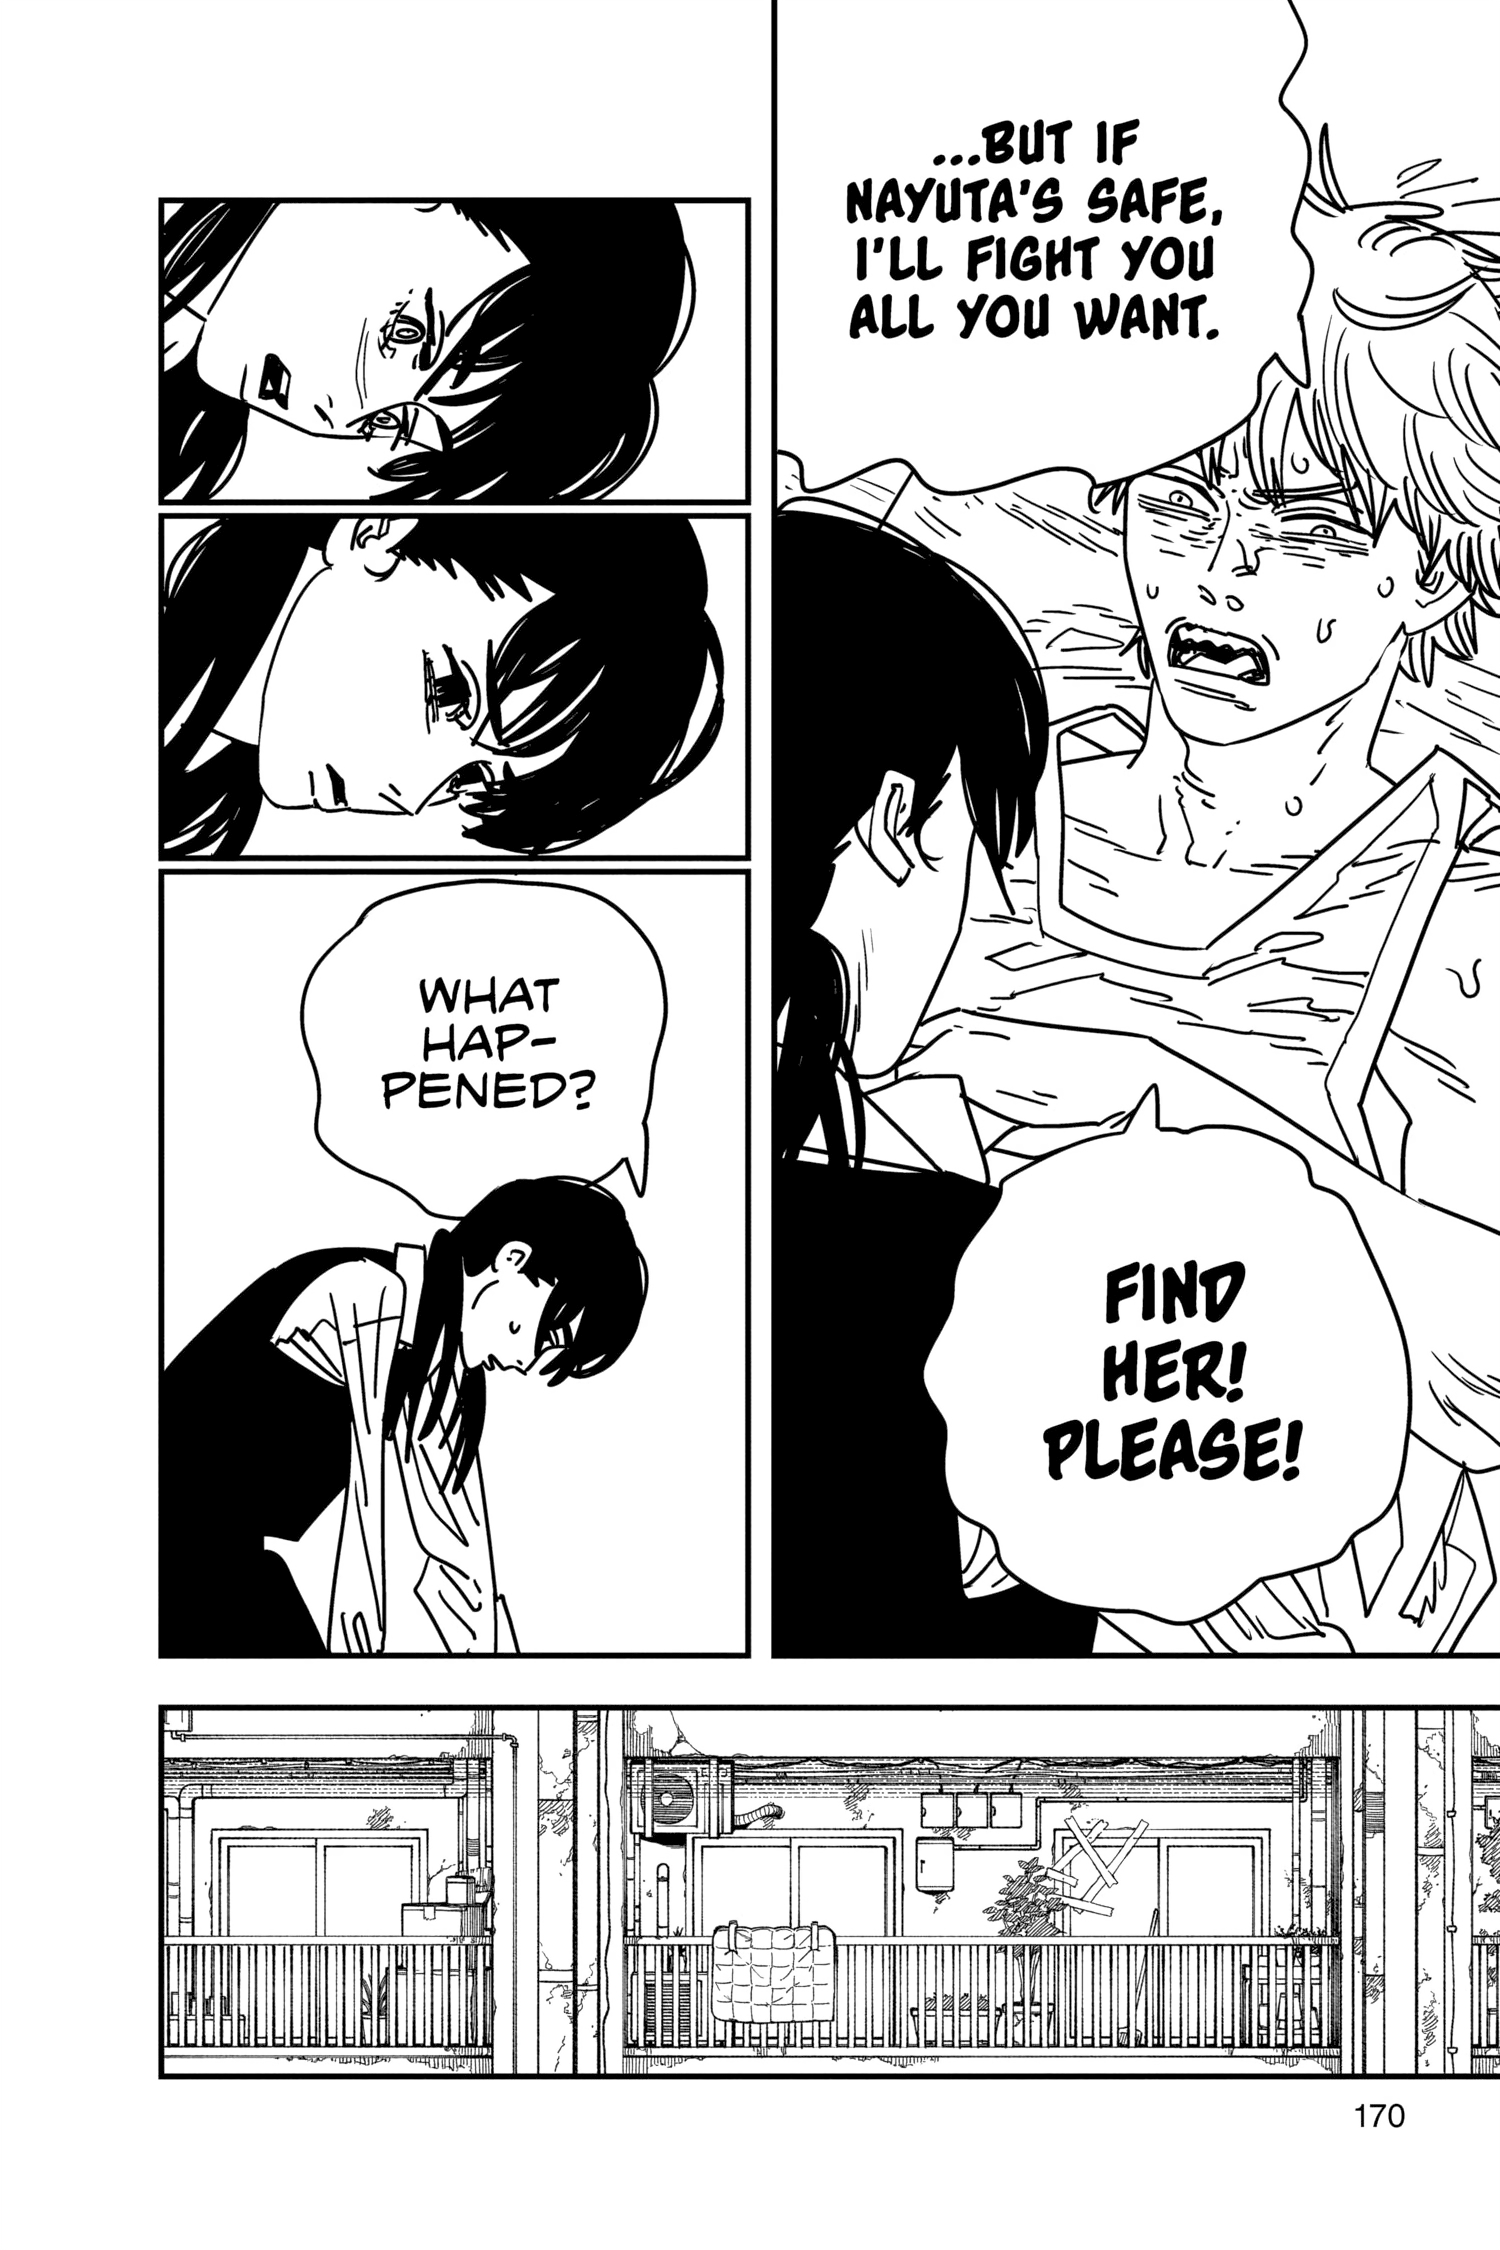 ...BUT IF
NAYUTA'S SAFE,
I'LL FIGHT YOU
ALL YOU WANT.
FIND
HER!
PLEASE!
WHAT
HAP-
PENED?
170